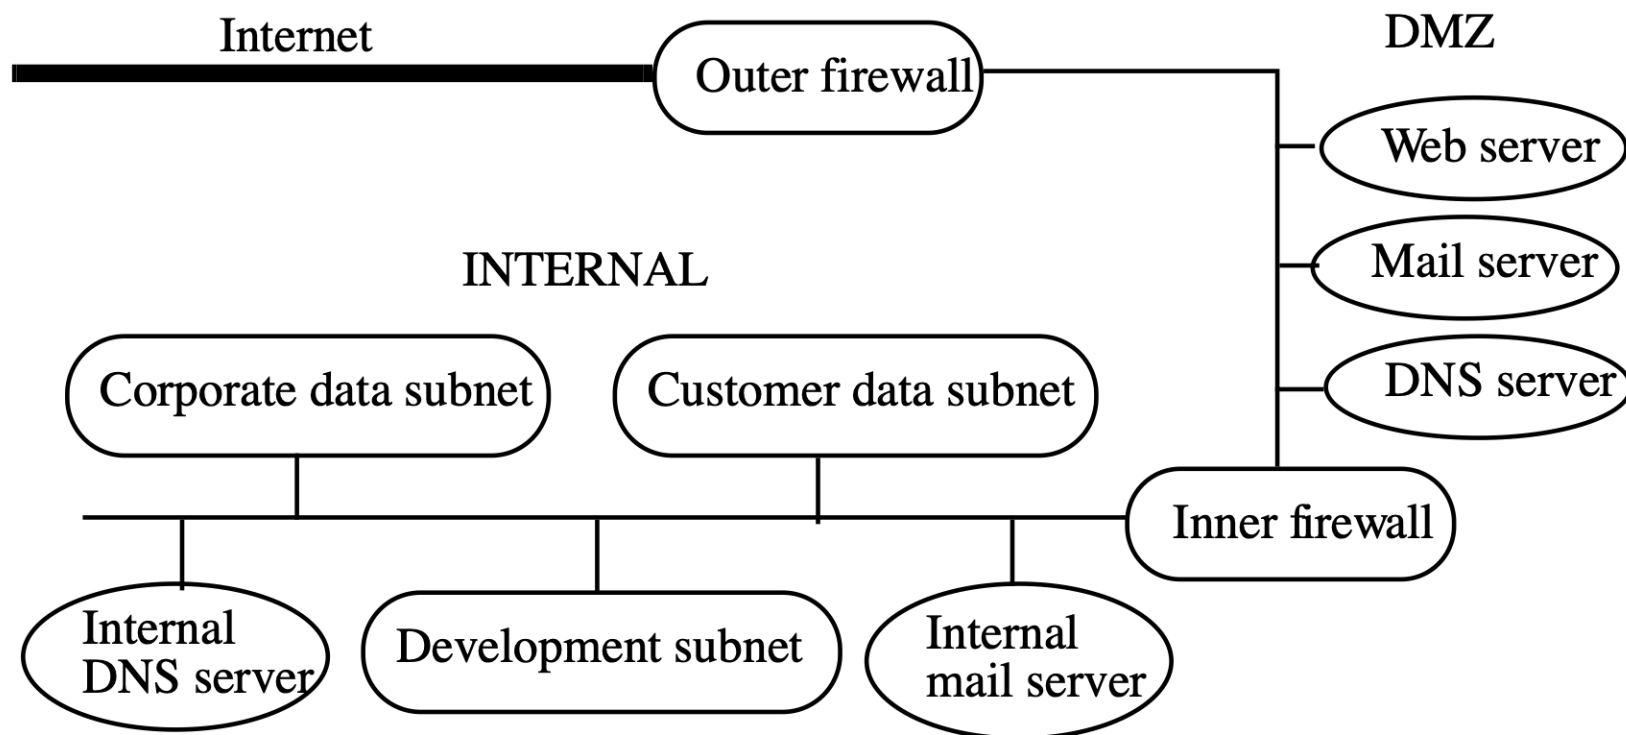 Internet
Outer firewall
DMZ
Web server
Mail server
DNS server
INTERNAL
Corporate data subnet
Customer data subnet
Inner firewall
Internal
DNS server
Development subnet
Internal
mail server